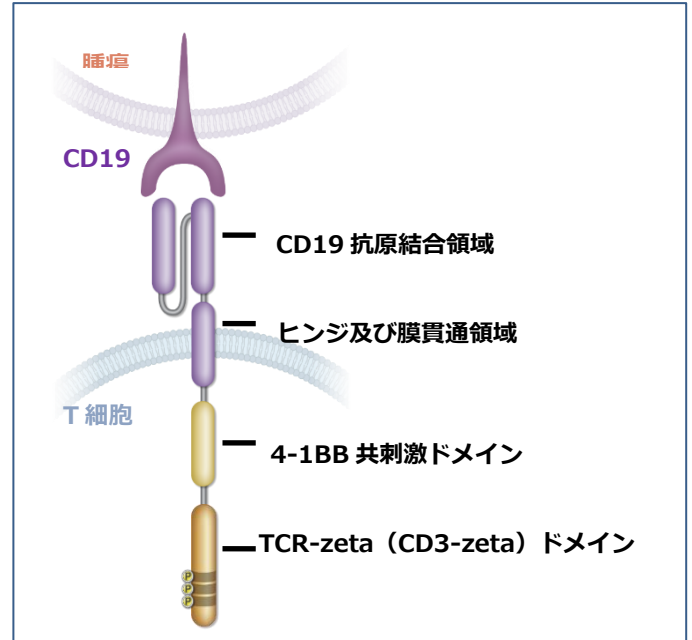 腫瘍
CD19
CD19 抗原結合領域
ヒンジ及び膜貫通領域
T 細胞
4-1BB 共刺激ドメイン
TCR-zeta（CD3-zeta）ドメイン
P
P
P